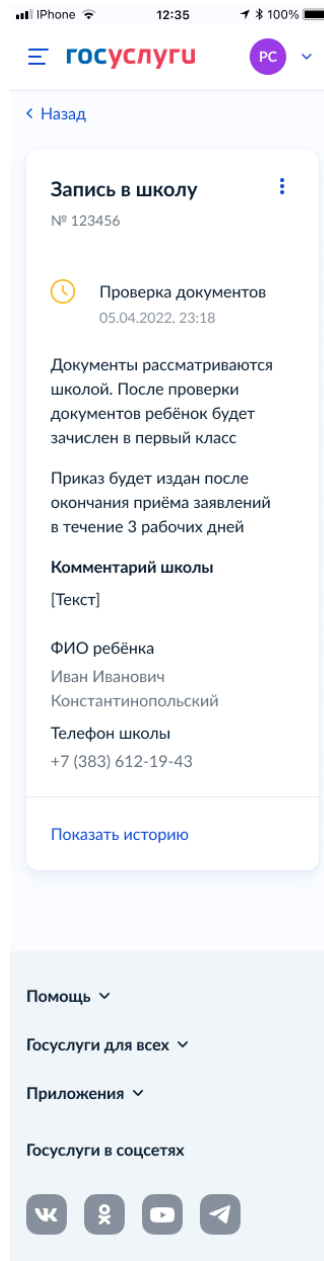 IPhone 12:35 100%
госуслуги РС
Назад
Запись в школу
№ 123456
Проверка документов
05.04.2022, 23:18
Документы рассматриваются
школой. После проверки
документов ребёнок будет
зачислен в первый класс
Приказ будет издан после
окончания приёма заявлений
в течение 3 рабочих дней
Комментарий школы
[Текст]
ФИО ребёнка
Иван Иванович
Константинопольский
Телефон школы
+7 (383) 612-19-43
Показать историю
Помощь
Госуслуги для всех
Приложения
Госуслуги в соцсетях